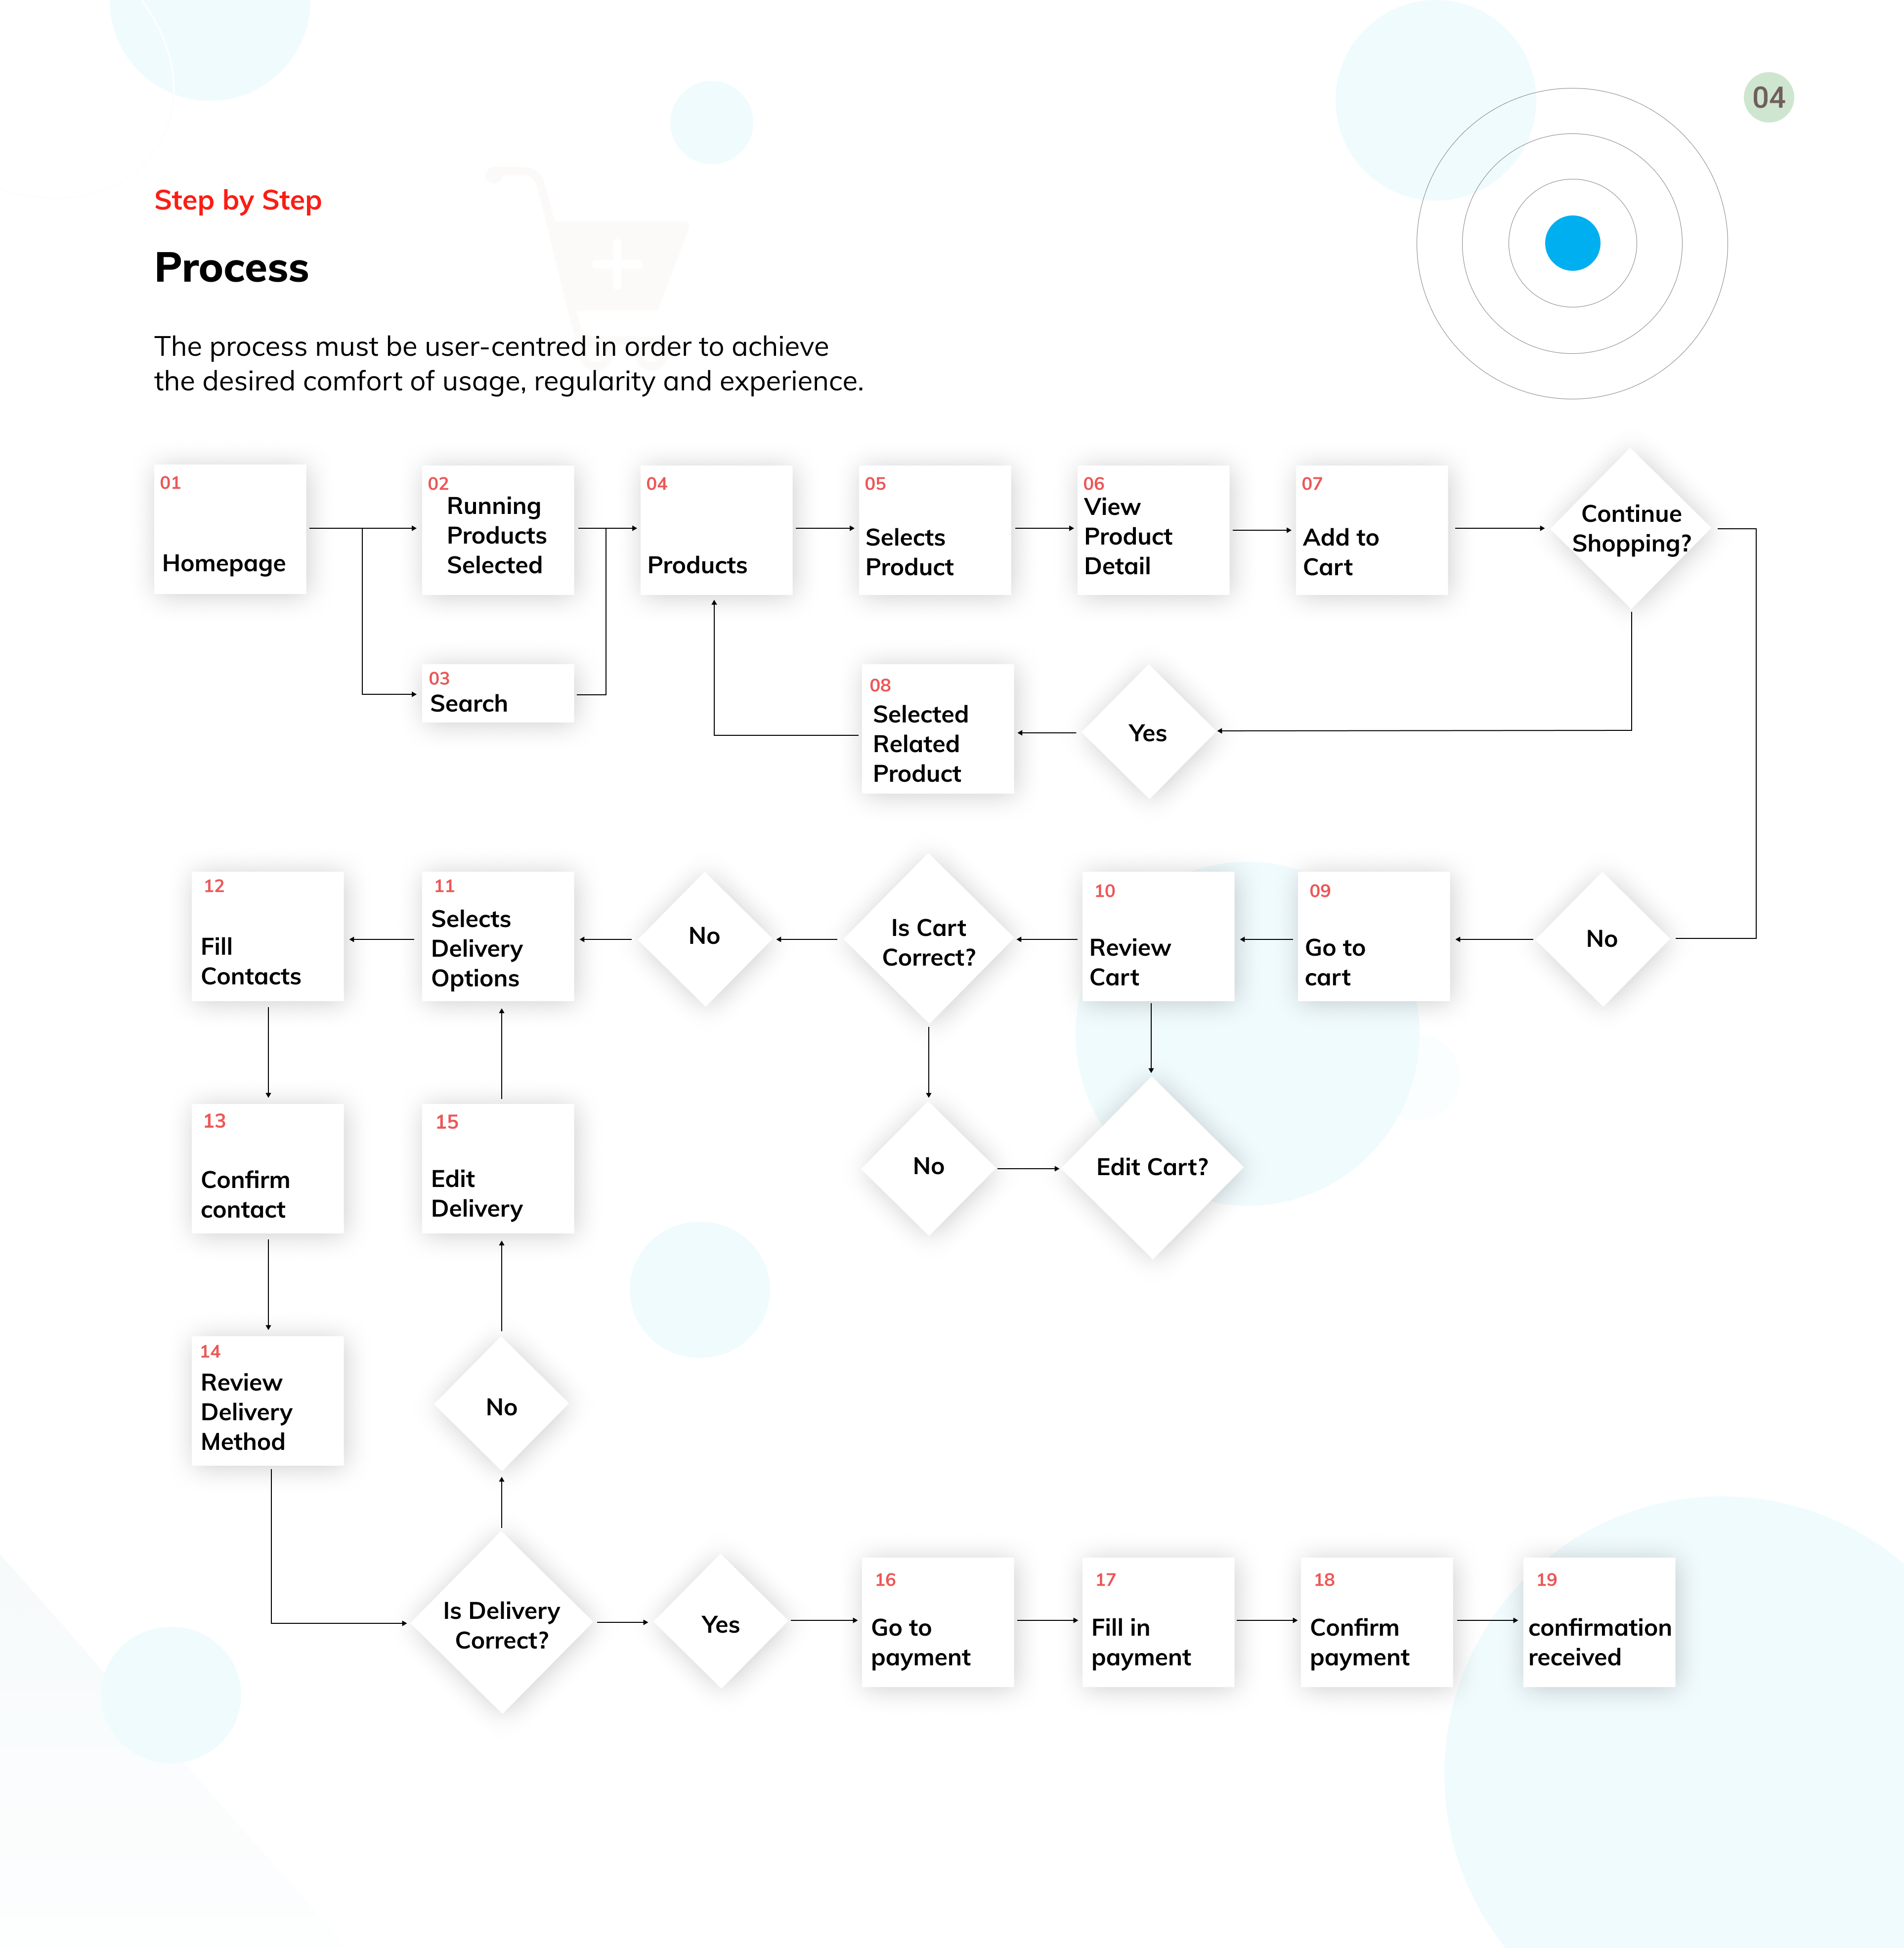 04
Step by Step
Process
The process must be user-centred in order to achieve
the desired comfort of usage, regularity and experience.
01
Homepage
02
Running
Products
Selected
03
Search
04
Products
05
Selects
Product
06
View
Product
Detail
07
Add to
Cart
Continue
Shopping?
Yes
08
Selected
Related
Product
No
09
Go to
cart
10
Review
Cart
Is Cart
Correct?
No
No
Edit Cart?
11
Selects
Delivery
Options
12
Fill
Contacts
13
Confirm
contact
14
Review
Delivery
Method
15
Edit
Delivery
No
Is Delivery
Correct?
Yes
16
Go to
payment
17
Fill in
payment
18
Confirm
payment
19
confirmation
received